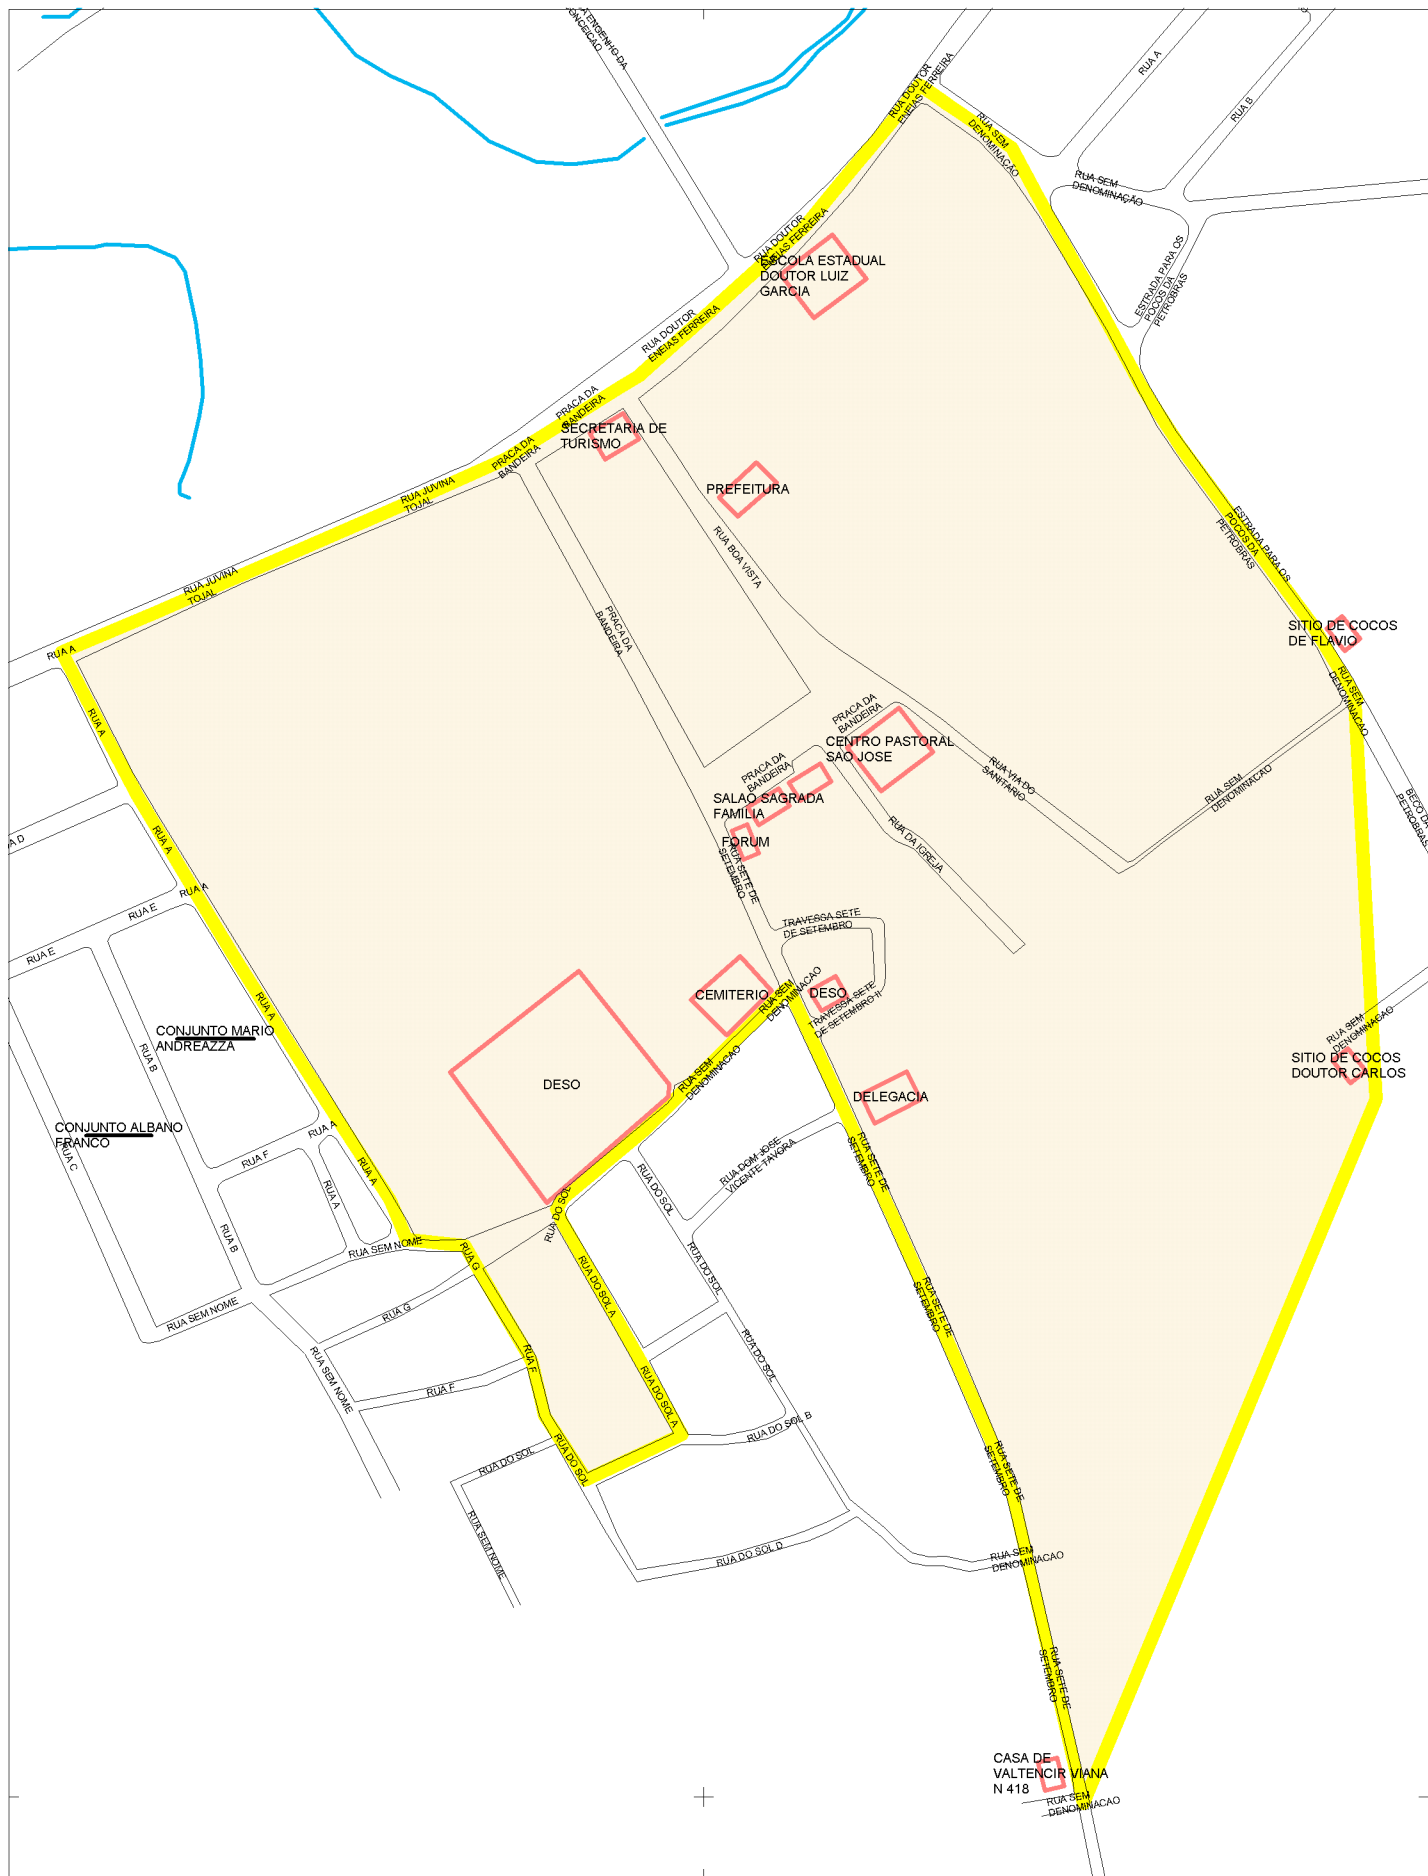 RUA ENGENHO DA
CONCEICAO
RUA DOUTOR
ENEIAS FERREIRA
RUA A
RUA B
RUA SEM
DENOMINAÇÃO
RUA SEM
DENOMINAÇÃO
RUA DOUTOR
ENEIAS FERREIRA
ESCOLA ESTADUAL
DOUTOR LUIZ
GARCIA
ESTRADA PARA OS
POCOS DA
PETROBRAS
RUA DOUTOR
ENEIAS FERREIRA
PRACA DA
BANDEIRA
SECRETARIA DE
TURISMO
PRACA DA
BANDEIRA
RUA JUVINA
TOJAL
PREFEITURA
RUA BOA VISTA
ESTRADA PARA OS
POCOS DA
PETROBRAS
RUA JUVINA
TOJAL
PRACA DA
BANDEIRA
SITIO DE COCOS
DE FLAVIO
RUA A
RUA SEM
DENOMINACAO
RUA A
PRACA DA
BANDEIRA
CENTRO PASTORAL
SAO JOSE
PRACA DA
BANDEIRA
RUA VIA DO
SANITARIO
RUA SEM
DENOMINACAO
BECO DA
PETROBRAS
SALAO SAGRADA
FAMILIA
FORUM
RUA DA IGREJA
RUA A
RUA D
RUA SETE DE
SETEMBRO
RUA A
RUA E
RUA E
TRAVESSA SETE
DE SETEMBRO
CEMITERIO
RUA SEM
DENOMINACAO
DESO
TRAVESSA SETE
DE SETEMBRO II
RUA A
CONJUNTO MARIO
ANDREAZZA
RUA B
RUA SEM
DENOMINACAO
SITIO DE COCOS
DOUTOR CARLOS
DESO
RUA SEM
DENOMINACAO
DELEGACIA
CONJUNTO ALBANO
FRANCO
RUA C
RUA A
RUA F
RUA A
RUA A
RUA DOM JOSE
VICENTE TAVORA
RUA SETE DE
SETEMBRO
RUA DO SOL
RUA DO SOL
RUA B
RUA SEM NOME
RUA G
RUA DO SOL A
RUA DO SOL
RUA SEM NOME
RUA G
RUA SETE DE
SETEMBRO
RUA SEM NOME
RUA F
RUA F
RUA DO SOL
RUA DO SOL A
RUA DO SOL B
RUA DO SOL
RUA DO SOL
RUA SETE DE
SETEMBRO
RUA SEM NOME
RUA DO SOL D
RUA SEM
DENOMINACAO
RUA SETE DE
SETEMBRO
CASA DE
VALTENCIR VIANA
N 418
RUA SEM
DENOMINACAO